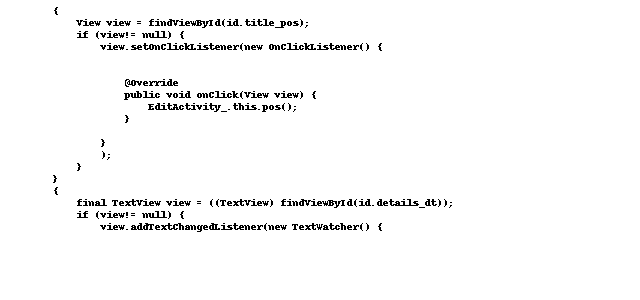 {
View view = findViewById(id.title_pos);
if (view!= null) {
view.setOnClickListener(new OnClickListener() {
@Override
public void onClick(View view) {
EditActivity_.this.pos();
}
}
);
}
}
{
final TextView view = ((TextView) findViewById(id.details_dt));
if (view!= null) {
view.addTextChangedListener(new TextWatcher() {